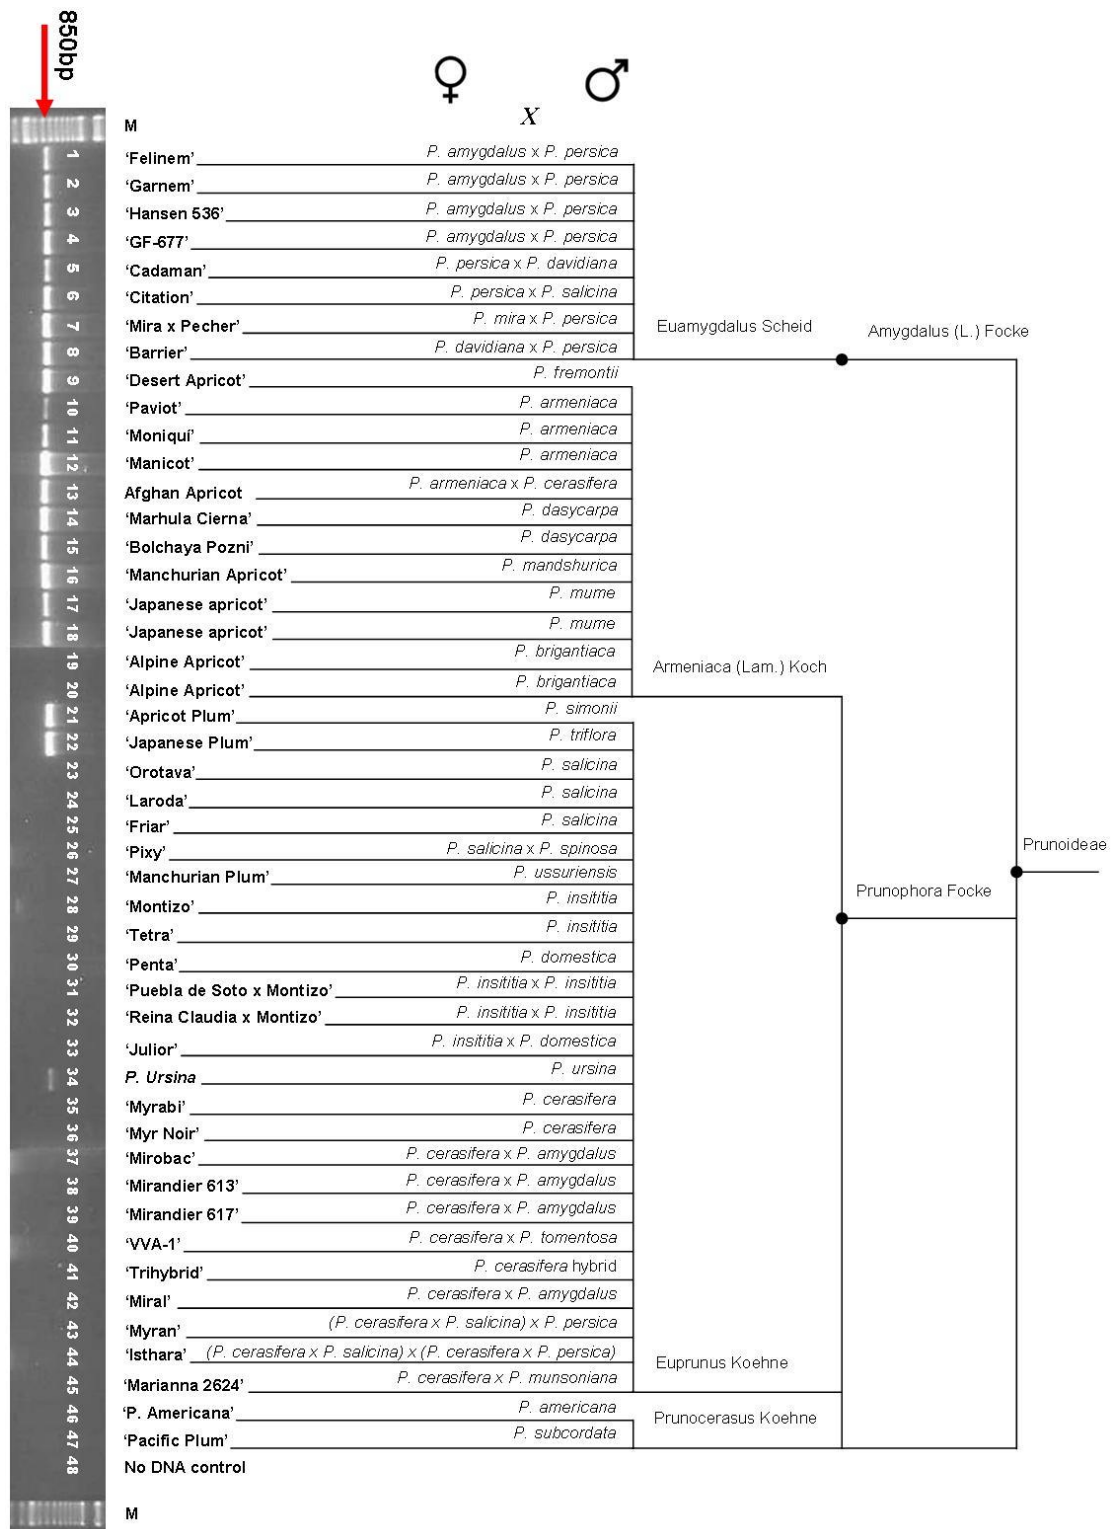 850bp
♀ X ♂
M
1 'Felinem' P. amygdalus x P. persica
2 'Garnem' P. amygdalus x P. persica
3 'Hansen 536' P. amygdalus x P. persica
4 'GF-677' P. amygdalus x P. persica
5 'Cadaman' P. persica x P. davidiana
6 'Citation' P. persica x P. salicina
7 'Mira x Pecher' P. mira x P. persica
Euamygdalus Scheid Amygdalus (L.) Focke
8 'Barrier' P. davidiana x P. persica
9 'Desert Apricot' P. fremontii
10 'Paviot' P. armeniaca
11 'Moniquí' P. armeniaca
12 'Manicot' P. armeniaca
13 Afghan Apricot P. armeniaca x P. cerasifera
14 'Marhula Cierna' P. dasycarpa
15 'Bolchaya Pozni' P. dasycarpa
16 'Manchurian Apricot' P. mandshurica
17 'Japanese apricot' P. mume
18 'Japanese apricot' P. mume
19 'Alpine Apricot' P. brigantiaca
Armeniaca (Lam.) Koch
20 'Alpine Apricot' P. brigantiaca
21 'Apricot Plum' P. simonii
22 'Japanese Plum' P. triflora
23 'Orotava' P. salicina
24 'Laroda' P. salicina
25 'Friar' P. salicina
26 'Pixy' P. salicina x P. spinosa
Prunoideae
27 'Manchurian Plum' P. ussuriensis
Prunophora Focke
28 'Montizo' P. insititia
29 'Tetra' P. insititia
30 'Penta' P. domestica
31 'Puebla de Soto x Montizo' P. insititia x P. insititia
32 'Reina Claudia x Montizo' P. insititia x P. insititia
33 'Julior' P. insititia x P. domestica
34 P. Ursina P. ursina
35 'Myrabi' P. cerasifera
36 'Myr Noir' P. cerasifera
37 'Mirobac' P. cerasifera x P. amygdalus
38 'Mirandier 613' P. cerasifera x P. amygdalus
39 'Mirandier 617' P. cerasifera x P. amygdalus
40 'VVA-1' P. cerasifera x P. tomentosa
41 'Trihybrid' P. cerasifera hybrid
42 'Miral' P. cerasifera x P. amygdalus
43 'Myran' (P. cerasifera x P. salicina) x P. persica
44 'Isthara' (P. cerasifera x P. salicina) x (P. cerasifera x P. persica)
Euprunus Koehne
45 'Marianna 2624' P. cerasifera x P. munsoniana
46 'P. Americana' P. americana
Prunocerasus Koehne
47 'Pacific Plum' P. subcordata
48 No DNA control
M